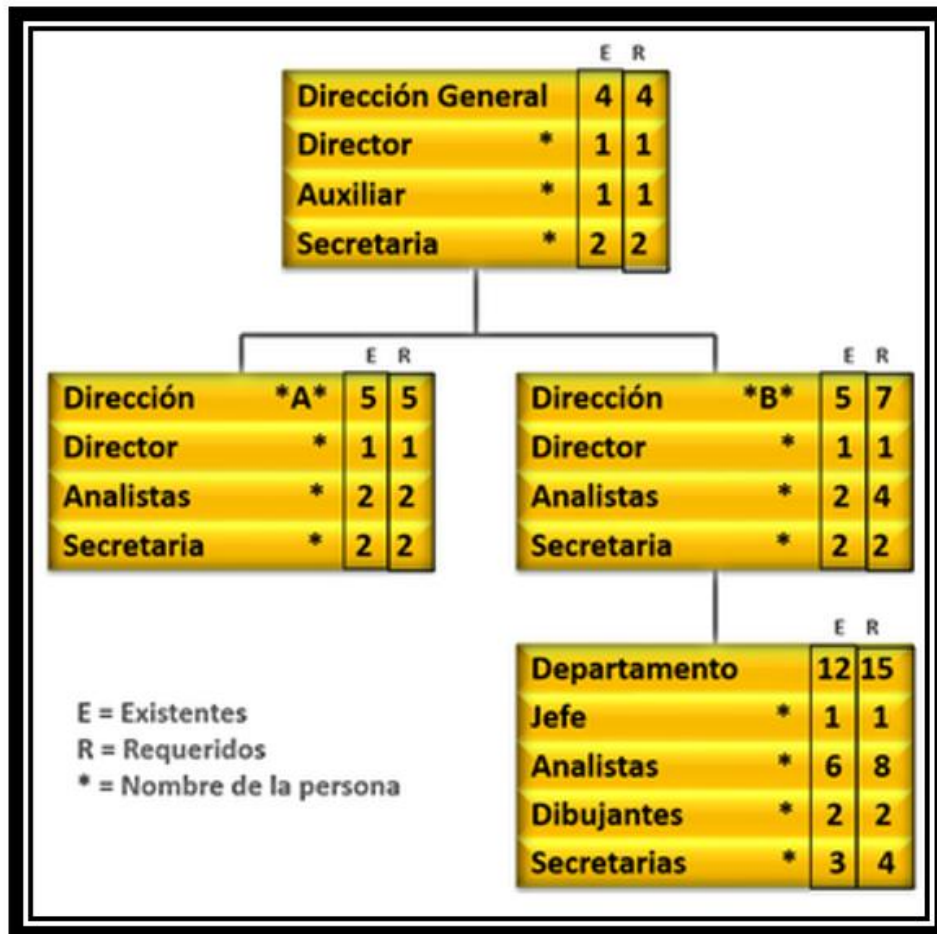 E R
Dirección General 4 4
Director * 1 1
Auxiliar * 1 1
Secretaria * 2 2
E R
Dirección *A* 5 5
Director * 1 1
Analistas * 2 2
Secretaria * 2 2
E R
Dirección *B* 5 7
Director * 1 1
Analistas * 2 4
Secretaria * 2 2
E R
Departamento 12 15
Jefe * 1 1
Analistas * 6 8
Dibujantes * 2 2
Secretarias * 3 4
E = Existentes
R = Requeridos
* = Nombre de la persona